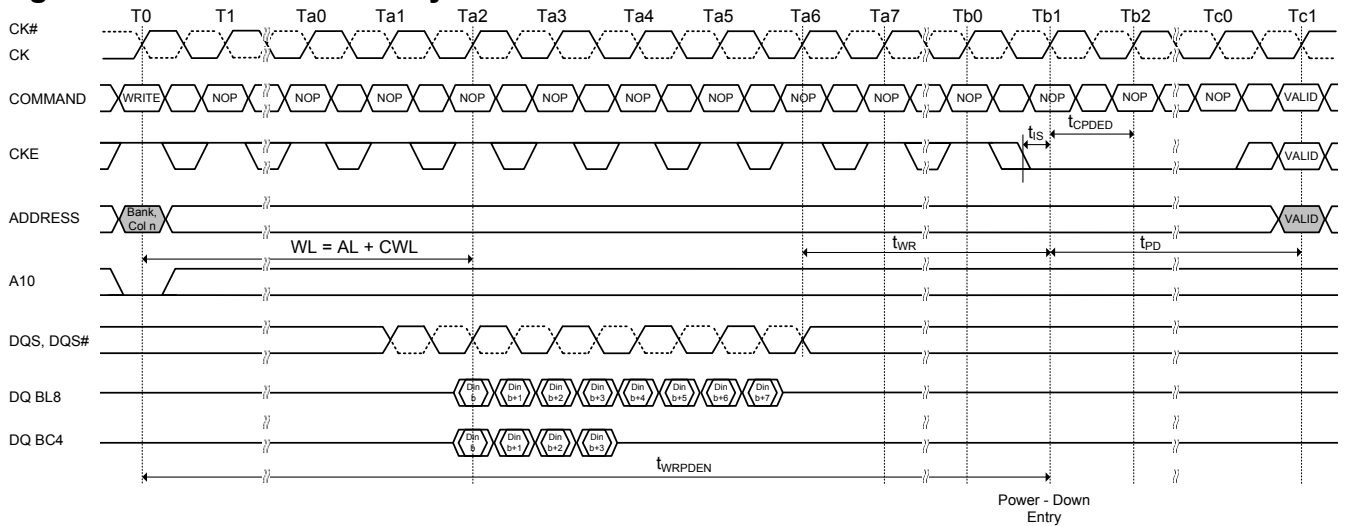 T0 T1 Ta0 Ta1 Ta2 Ta3 Ta4 Ta5 Ta6 Ta7 Tb0 Tb1 Tb2 Tc0 Tc1
CK#
CK
COMMAND WRITE NOP NOP NOP NOP NOP NOP NOP NOP NOP NOP NOP NOP NOP VALID
tIS tCPDED
CKE VALID
ADDRESS Bank, Col n VALID
WL = AL + CWL tWR tPD
A10
DQS, DQS#
DQ BL8 Din b Din b+1 Din b+2 Din b+3 Din b+4 Din b+5 Din b+6 Din b+7
DQ BC4 Din b Din b+1 Din b+2 Din b+3
tWRPDEN
Power - Down
Entry